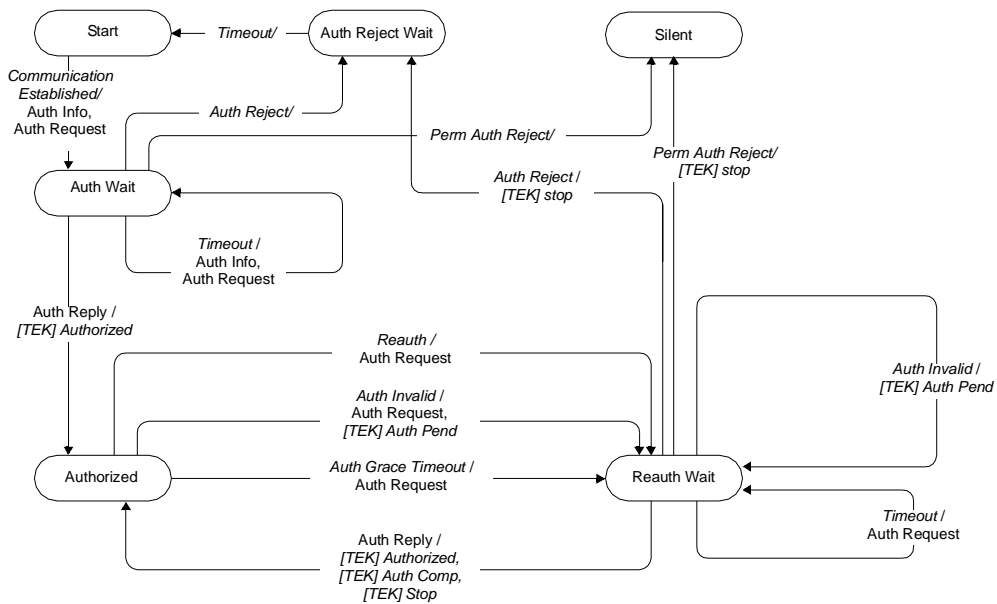 Start
Timeout/
Auth Reject Wait
Silent
Communication
Established/
Auth Info,
Auth Request
Auth Reject/
Perm Auth Reject/
Perm Auth Reject/
[TEK] stop
Auth Reject /
[TEK] stop
Auth Wait
Timeout /
Auth Info,
Auth Request
Auth Reply /
[TEK] Authorized
Reauth /
Auth Request
Auth Invalid /
[TEK] Auth Pend
Auth Invalid /
Auth Request,
[TEK] Auth Pend
Authorized
Auth Grace Timeout /
Auth Request
Reauth Wait
Timeout /
Auth Request
Auth Reply /
[TEK] Authorized,
[TEK] Auth Comp,
[TEK] Stop